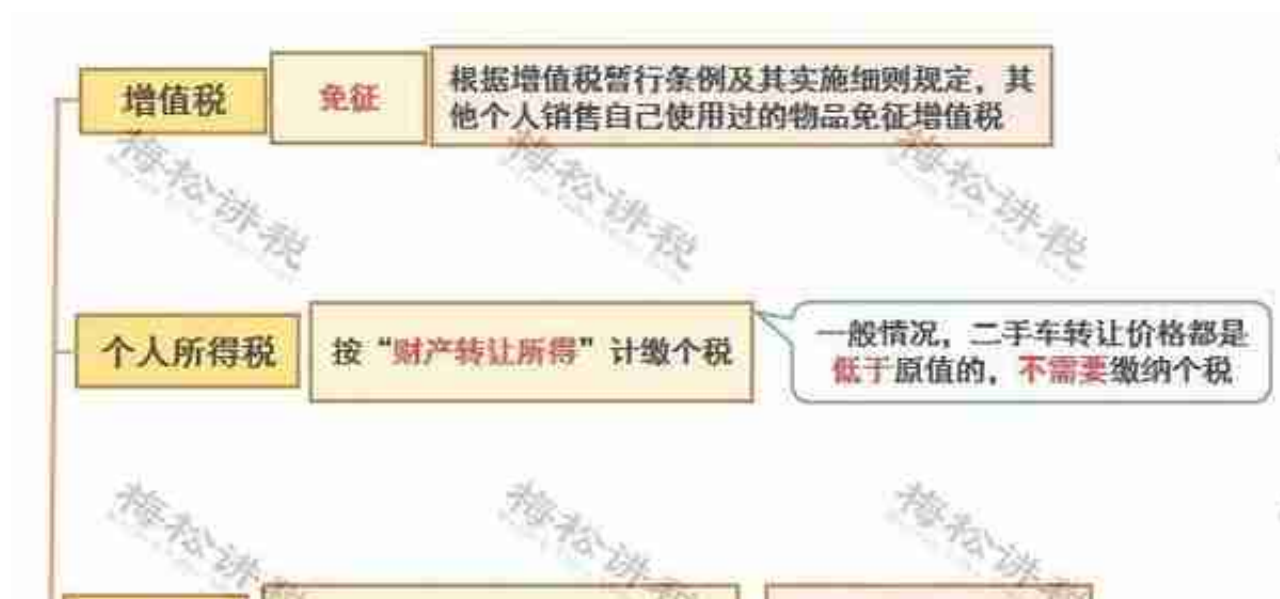 增值税
免征
根据增值税暂行条例及其实施细则规定，其
他个人销售自己使用过的物品免征增值税
梅松讲税
梅松讲税
梅松讲税
个人所得税
按“财产转让所得”计缴个税
一般情况，二手车转让价格都是
低于原值的，不需要缴纳个税
梅松讲税
梅松讲税
梅松讲税